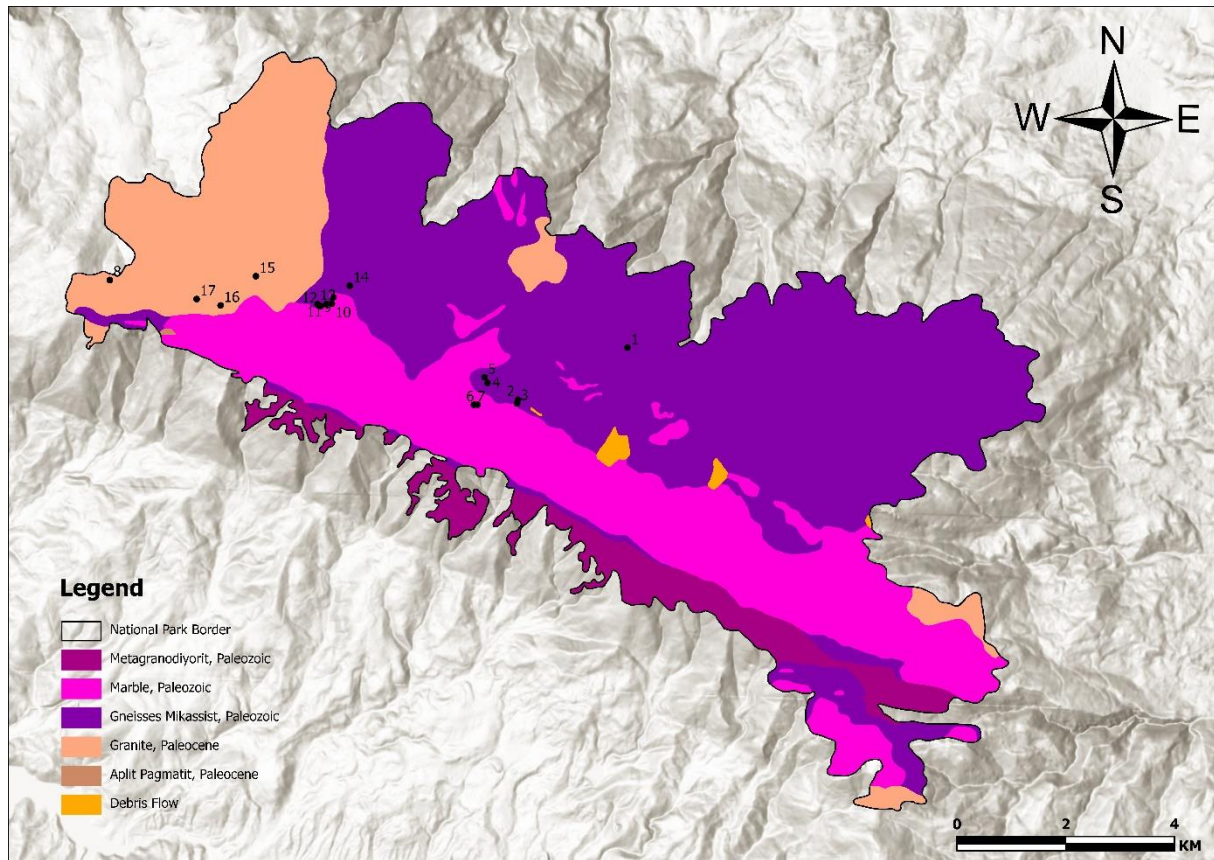 N
W E
S
8
15
17
16
14
12 13
11 9 10
1
5
4
6 7 2 3
Legend
National Park Border
Metagranodiyorit, Paleozoic
Marble, Paleozoic
Gneisses Mikassist, Paleozoic
Granite, Paleocene
Aplit Pagmatit, Paleocene
Debris Flow
0 2 4
KM